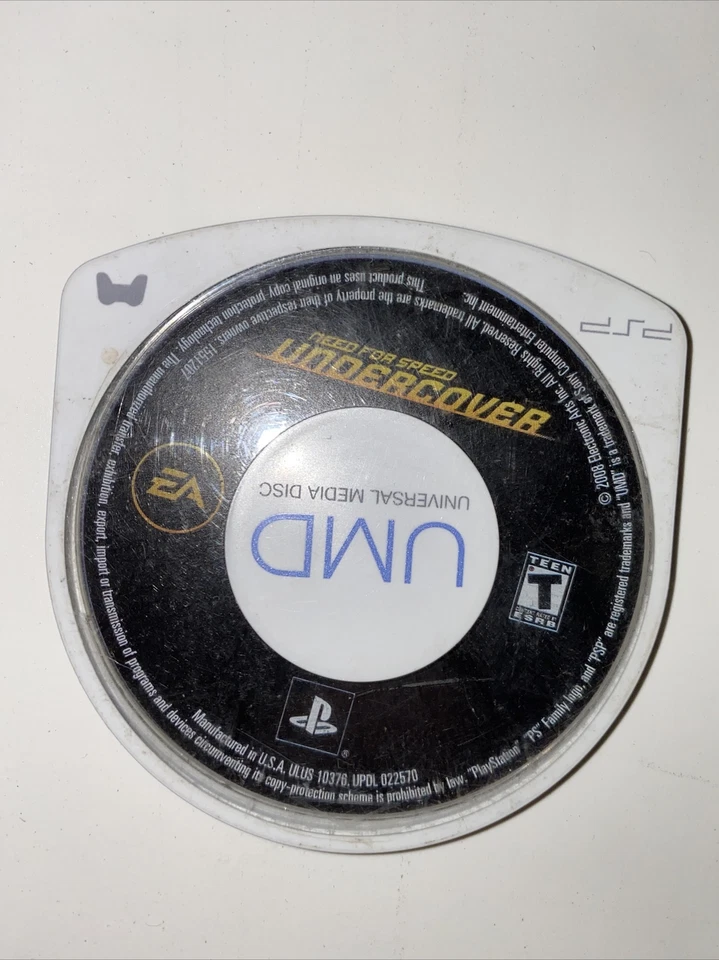 PSP
NEED FOR SPEED
UNDERCOVER
EA
UNIVERSAL MEDIA DISC
UMD
TEEN
T
CONTENT RATED BY
ESRB
Manufactured in U.S.A. ULUS 10376, UPDL 022570
© 2008 Electronic Arts Inc. All Rights Reserved. All trademarks are the property of their respective owners. 1553207
"PlayStation", "PS" Family logo, and "PSP" are registered trademarks and "UMD" is a trademark of Sony Computer Entertainment Inc.
This product uses an original copy protection technology. The unauthorized transfer, exhibition, export, import or transmission of programs and devices circumventing its copy-protection scheme is prohibited by law.
®